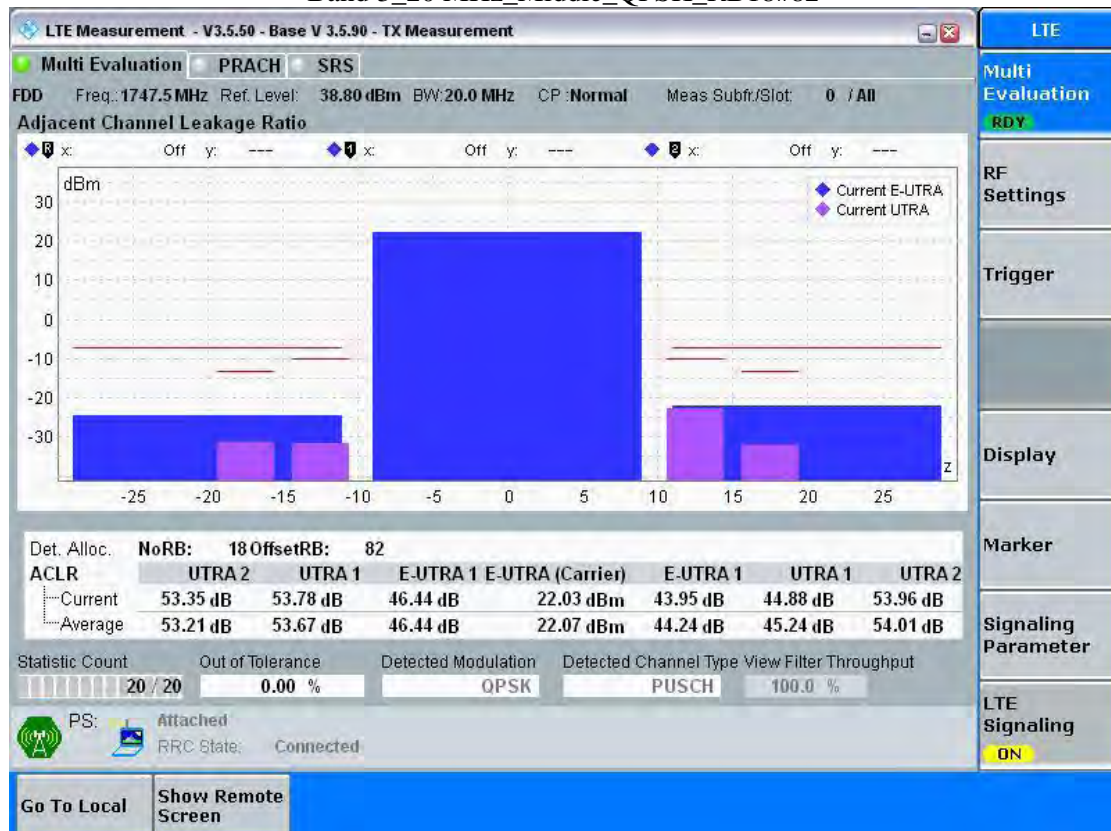 LTE Measurement - V3.5.50 - Base V 3.5.90 - TX Measurement
LTE
Multi Evaluation PRACH SRS
Multi Evaluation
RDY
FDD Freq.: 1747.5 MHz Ref. Level: 38.80 dBm BW: 20.0 MHz CP :Normal Meas Subfr./Slot: 0 / All
Adjacent Channel Leakage Ratio
R x: Off y: --- 1 x: Off y: --- 2 x: Off y: ---
dBm
Current E-UTRA
Current UTRA
30
20
10
0
-10
-20
-30
z
-25 -20 -15 -10 -5 0 5 10 15 20 25
RF Settings
Trigger
Display
Marker
Signaling Parameter
LTE Signaling
ON
Det. Alloc. NoRB: 18 OffsetRB: 82
ACLR UTRA 2 UTRA 1 E-UTRA 1 E-UTRA (Carrier) E-UTRA 1 UTRA 1 UTRA 2
Current 53.35 dB 53.78 dB 46.44 dB 22.03 dBm 43.95 dB 44.88 dB 53.96 dB
Average 53.21 dB 53.67 dB 46.44 dB 22.07 dBm 44.24 dB 45.24 dB 54.01 dB
Statistic Count Out of Tolerance Detected Modulation Detected Channel Type View Filter Throughput
20 / 20 0.00 % QPSK PUSCH 100.0 %
PS: Attached
RRC State: Connected
Go To Local
Show Remote Screen